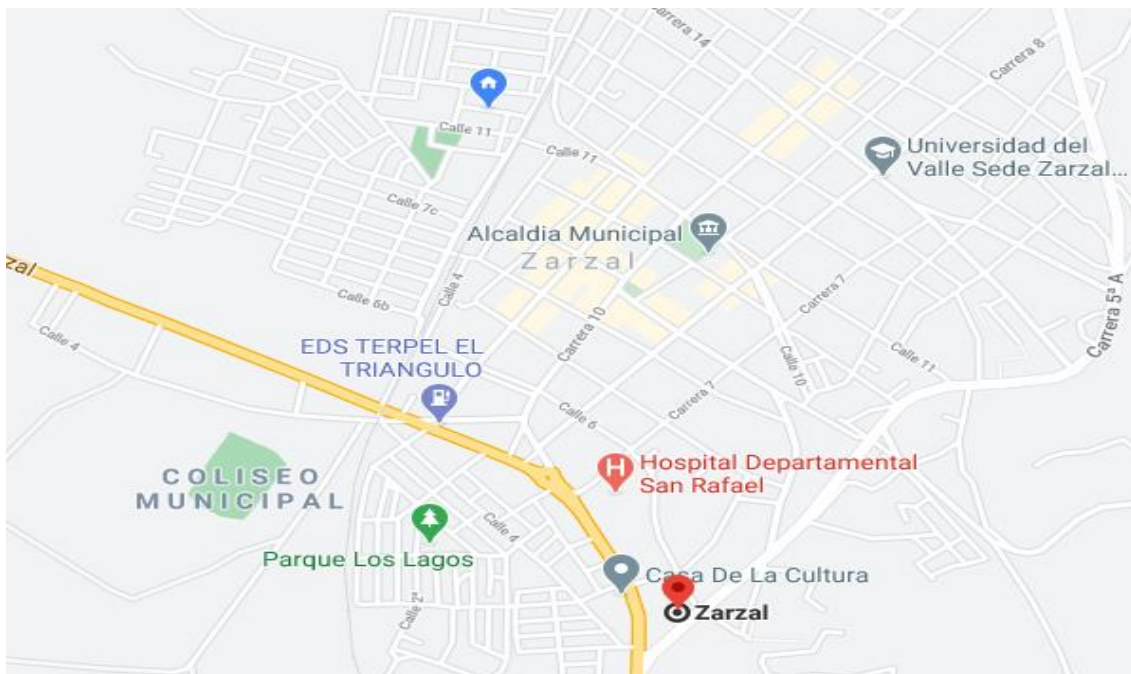 Carrera 14
Carrera 8
Calle 11
Calle 11
Universidad del
Valle Sede Zarzal...
Calle 7c
Alcaldia Municipal
Zarzal
zal
Calle 4
Calle 6b
Carrera 7
Carrera 10
Carrera 5ª A
Calle 4
EDS TERPEL EL
TRIANGULO
Calle 10
Calle 11
Carrera 7
Calle 6
H
Hospital Departamental
San Rafael
COLISEO
MUNICIPAL
Calle 4
Parque Los Lagos
Casa De La Cultura
Calle 2ª
Zarzal